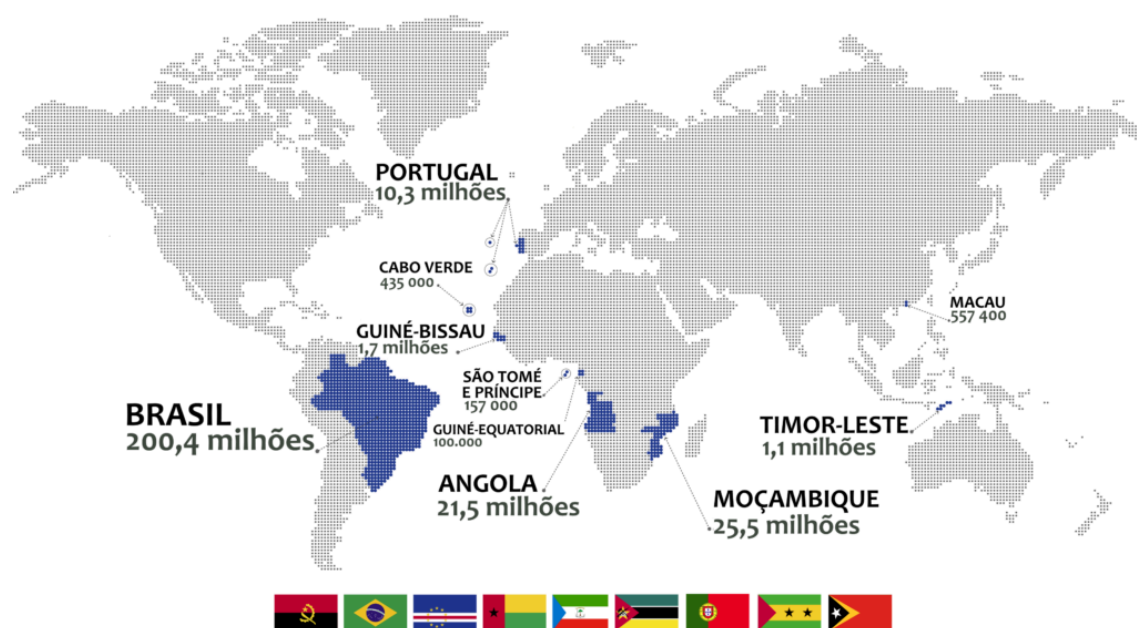 PORTUGAL
10,3 milhões
CABO VERDE
435 000
GUINÉ-BISSAU
1,7 milhões
MACAU
557 400
SÃO TOMÉ
E PRÍNCIPE
157 000
BRASIL
200,4 milhões
GUINÉ-EQUATORIAL
100.000
TIMOR-LESTE
1,1 milhões
ANGOLA
21,5 milhões
MOÇAMBIQUE
25,5 milhões